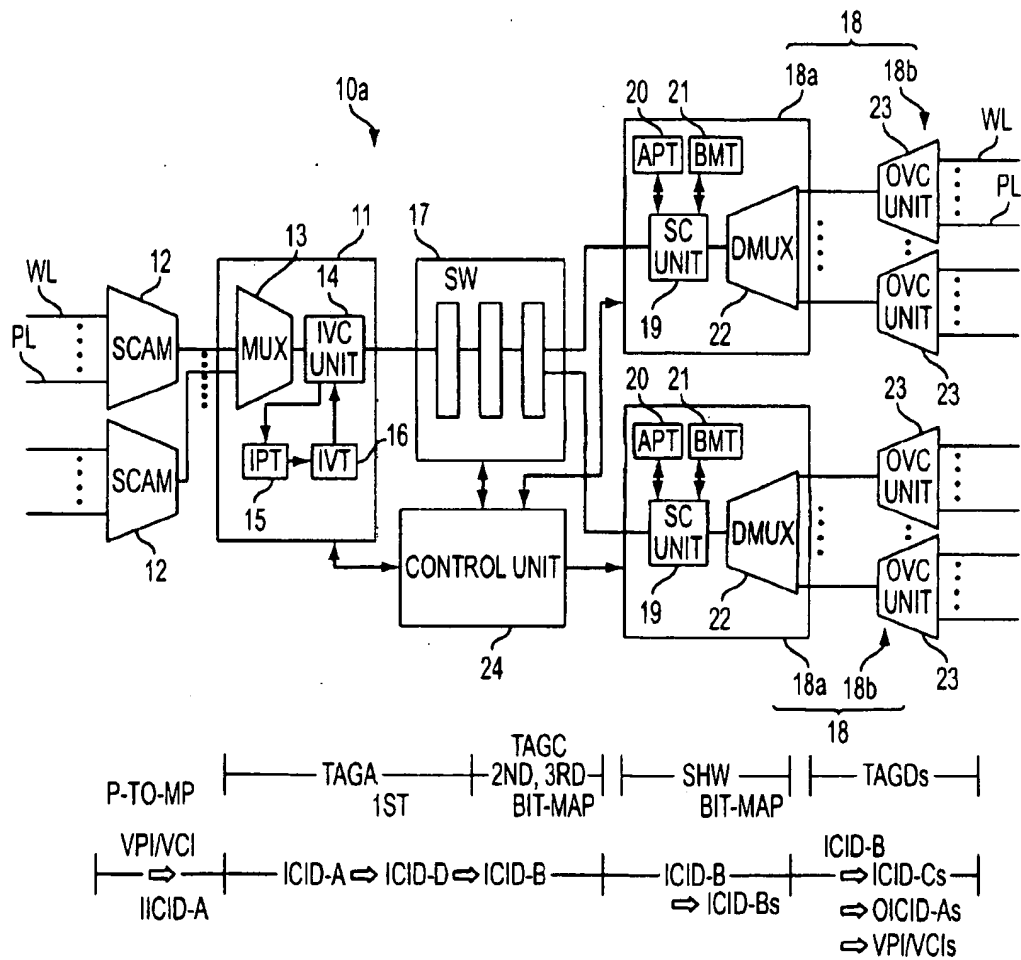 18
10a
18a
18b
20
21
23
WL
APT
BMT
OVC
UNIT
PL
11
13
17
12
14
SW
SC
UNIT
DMUX
WL
IVC
UNIT
PL
SCAM
MUX
19
22
OVC
UNIT
23
16
20
21
23
IPT
IVT
APT
BMT
OVC
UNIT
SCAM
15
SC
UNIT
DMUX
12
CONTROL UNIT
19
OVC
UNIT
22
24
18a
18b
23
18
P-TO-MP
TAGA
1ST
TAGC
2ND, 3RD
BIT-MAP
SHW
BIT-MAP
TAGDs
VPI/VCI
⇨
IICID-A
ICID-A ⇨ ICID-D ⇨ ICID-B
ICID-B
⇨ ICID-Bs
ICID-B
⇨ ICID-Cs
⇨ OICID-As
⇨ VPI/VCIs